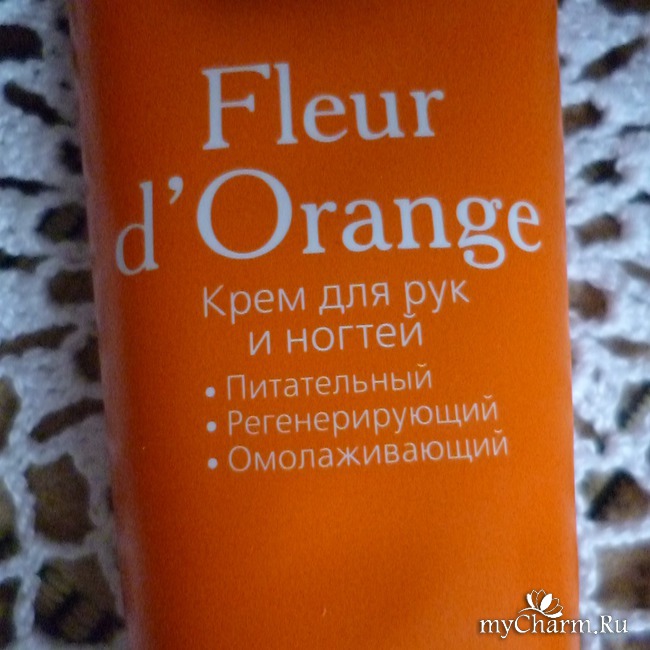 Fleur
d'Orange
Крем для рук
и ногтей
• Питательный
• Регенерирующий
• Омолаживающий
myCharm.Ru